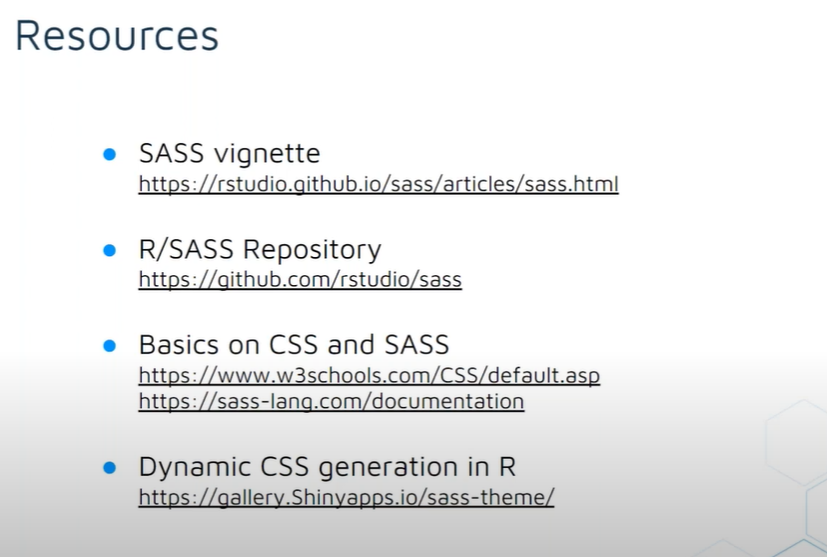 Resources
SASS vignette
https://rstudio.github.io/sass/articles/sass.html
R/SASS Repository
https://github.com/rstudio/sass
Basics on CSS and SASS
https://www.w3schools.com/CSS/default.asp
https://sass-lang.com/documentation
Dynamic CSS generation in R
https://gallery.Shinyapps.io/sass-theme/